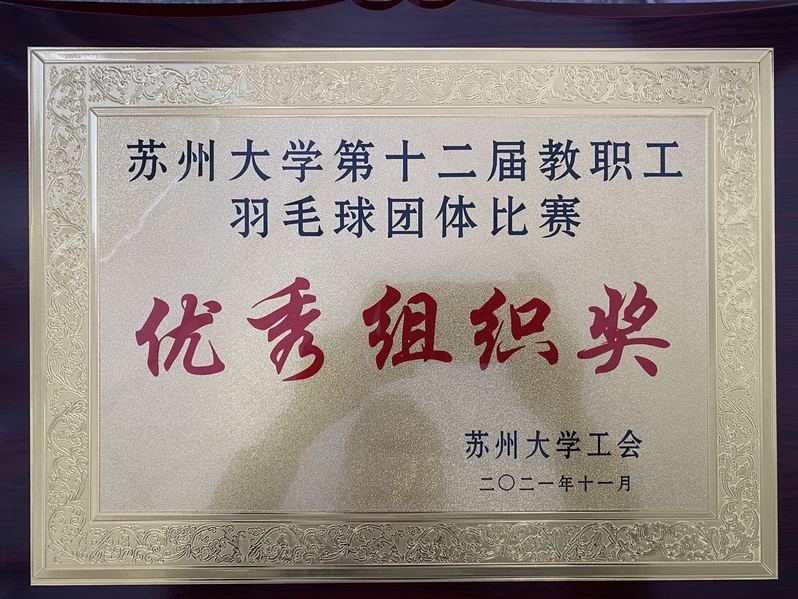 苏州大学第十二届教职工
羽毛球团体比赛
优秀组织奖
苏州大学工会
二〇二一年十一月